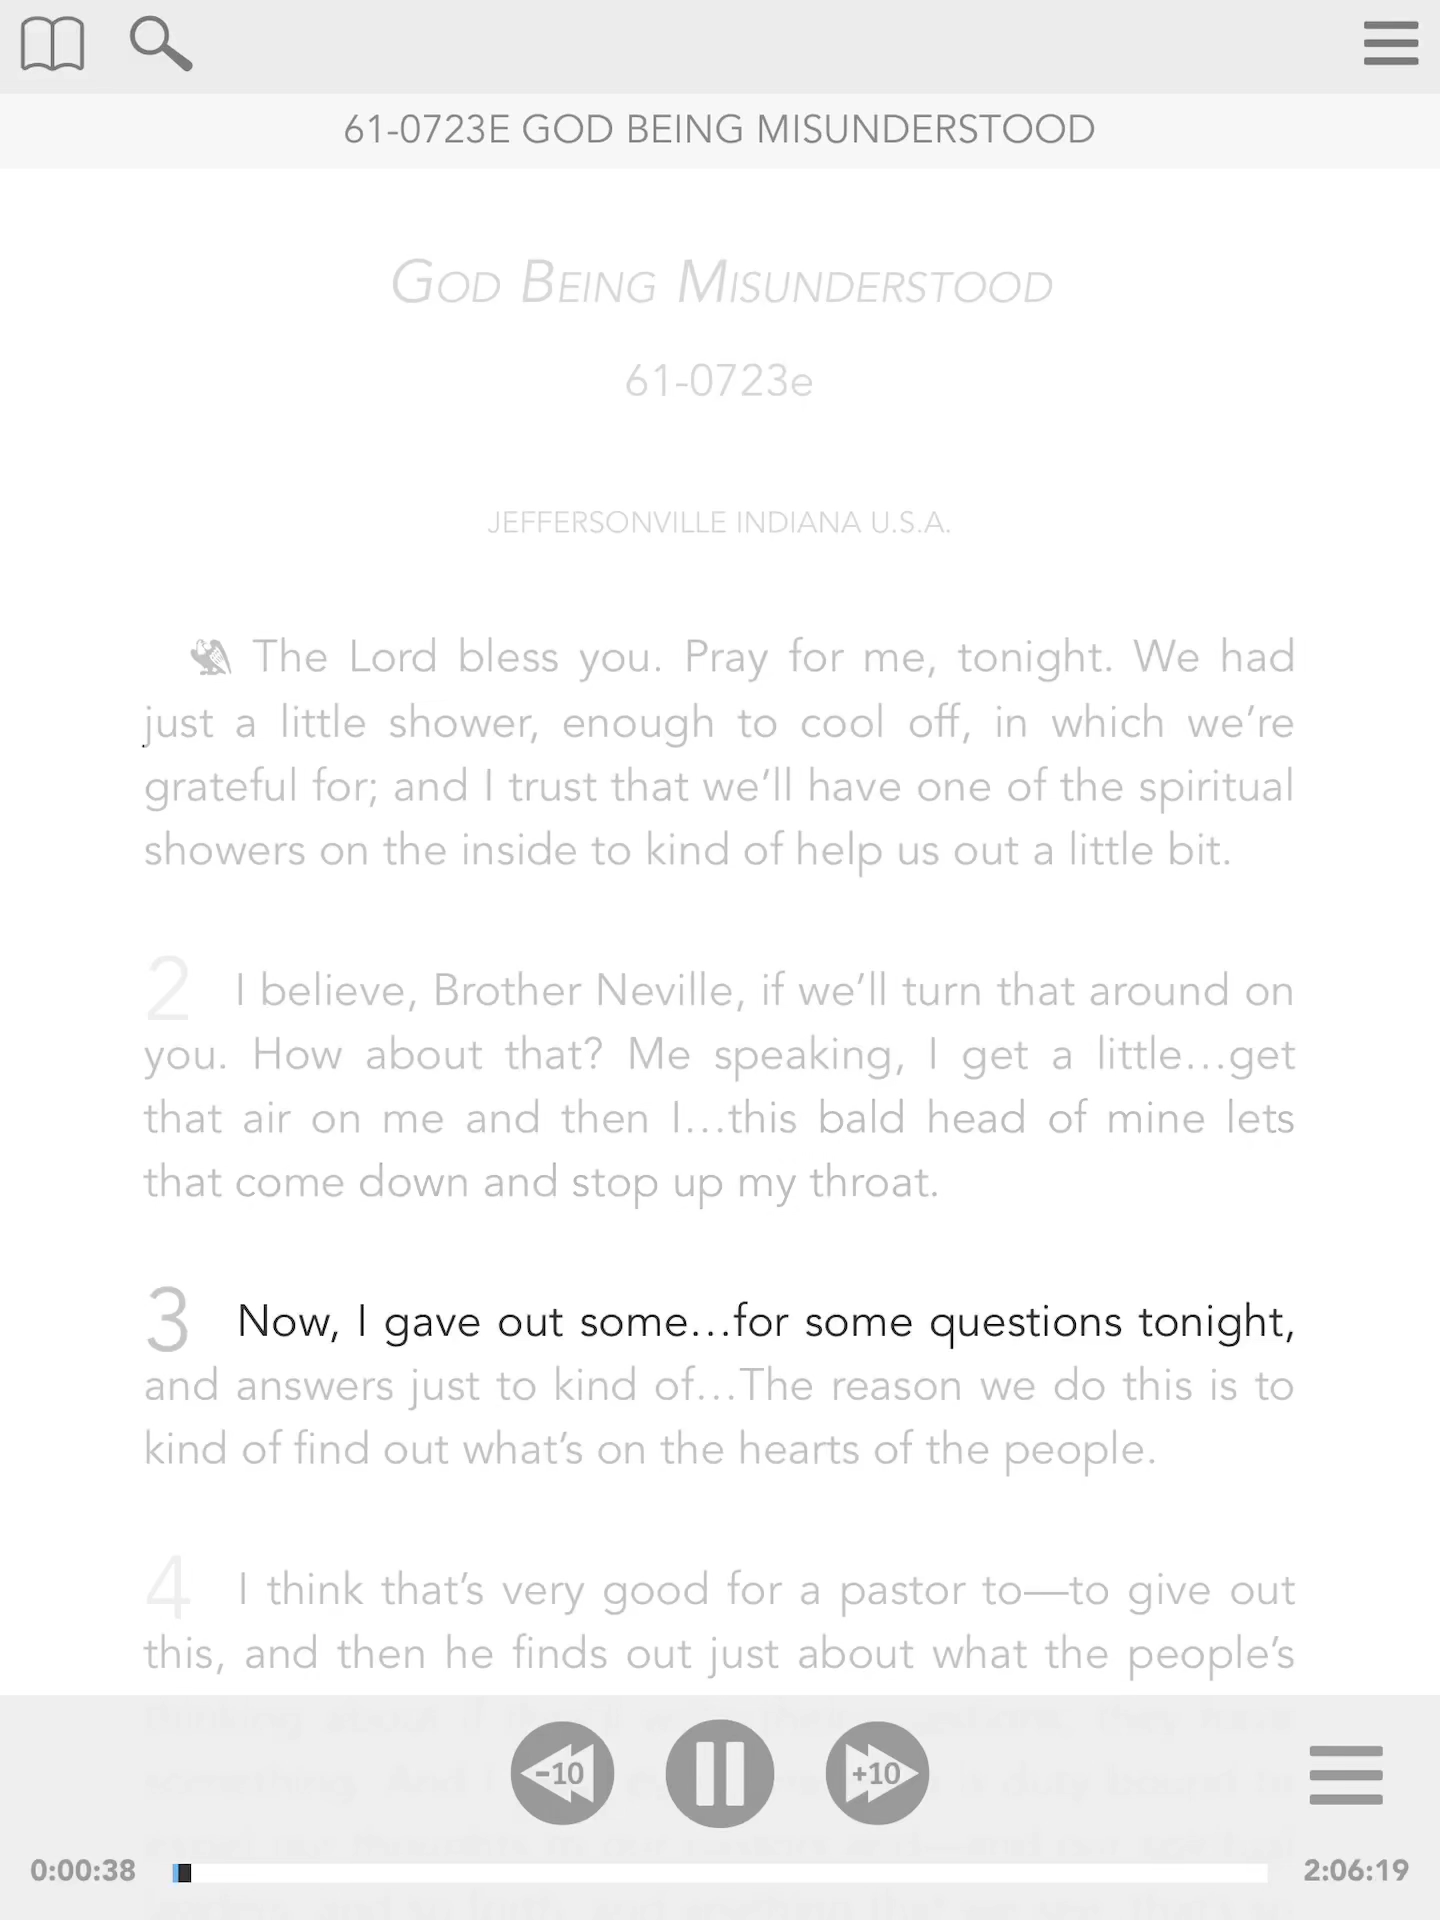 61-0723E GOD BEING MISUNDERSTOOD
GOD BEING MISUNDERSTOOD
61-0723e
JEFFERSONVILLE INDIANA U.S.A.
The Lord bless you. Pray for me, tonight. We had
just a little shower, enough to cool off, in which we’re
grateful for; and I trust that we’ll have one of the spiritual
showers on the inside to kind of help us out a little bit.
2 I believe, Brother Neville, if we’ll turn that around on
you. How about that? Me speaking, I get a little…get
that air on me and then I…this bald head of mine lets
that come down and stop up my throat.
3 Now, I gave out some…for some questions tonight,
and answers just to kind of…The reason we do this is to
kind of find out what’s on the hearts of the people.
4 I think that’s very good for a pastor to—to give out
this, and then he finds out just about what the people’s
-10 +10
0:00:38 2:06:19